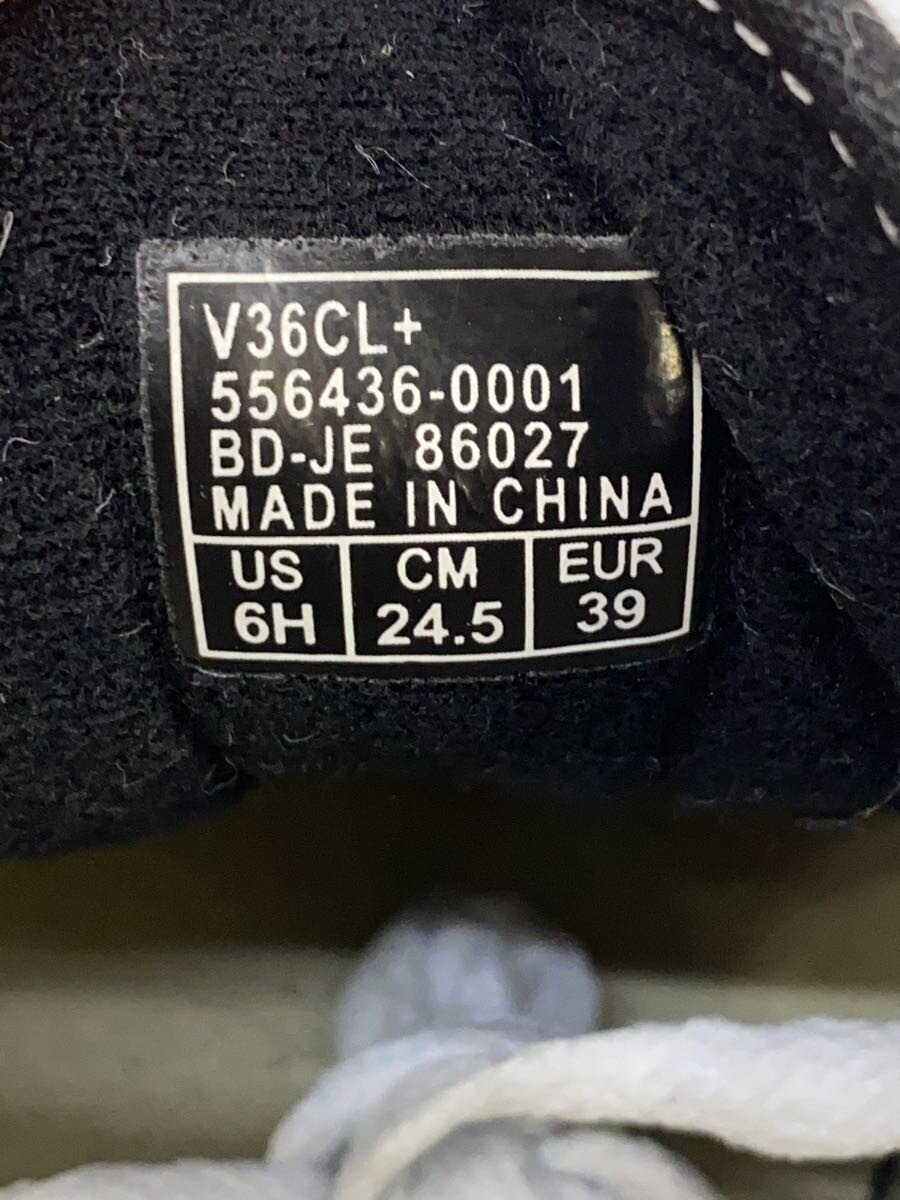 V36CL+
556436-0001
BD-JE 86027
MADE IN CHINA
US CM EUR
6H 24.5 39